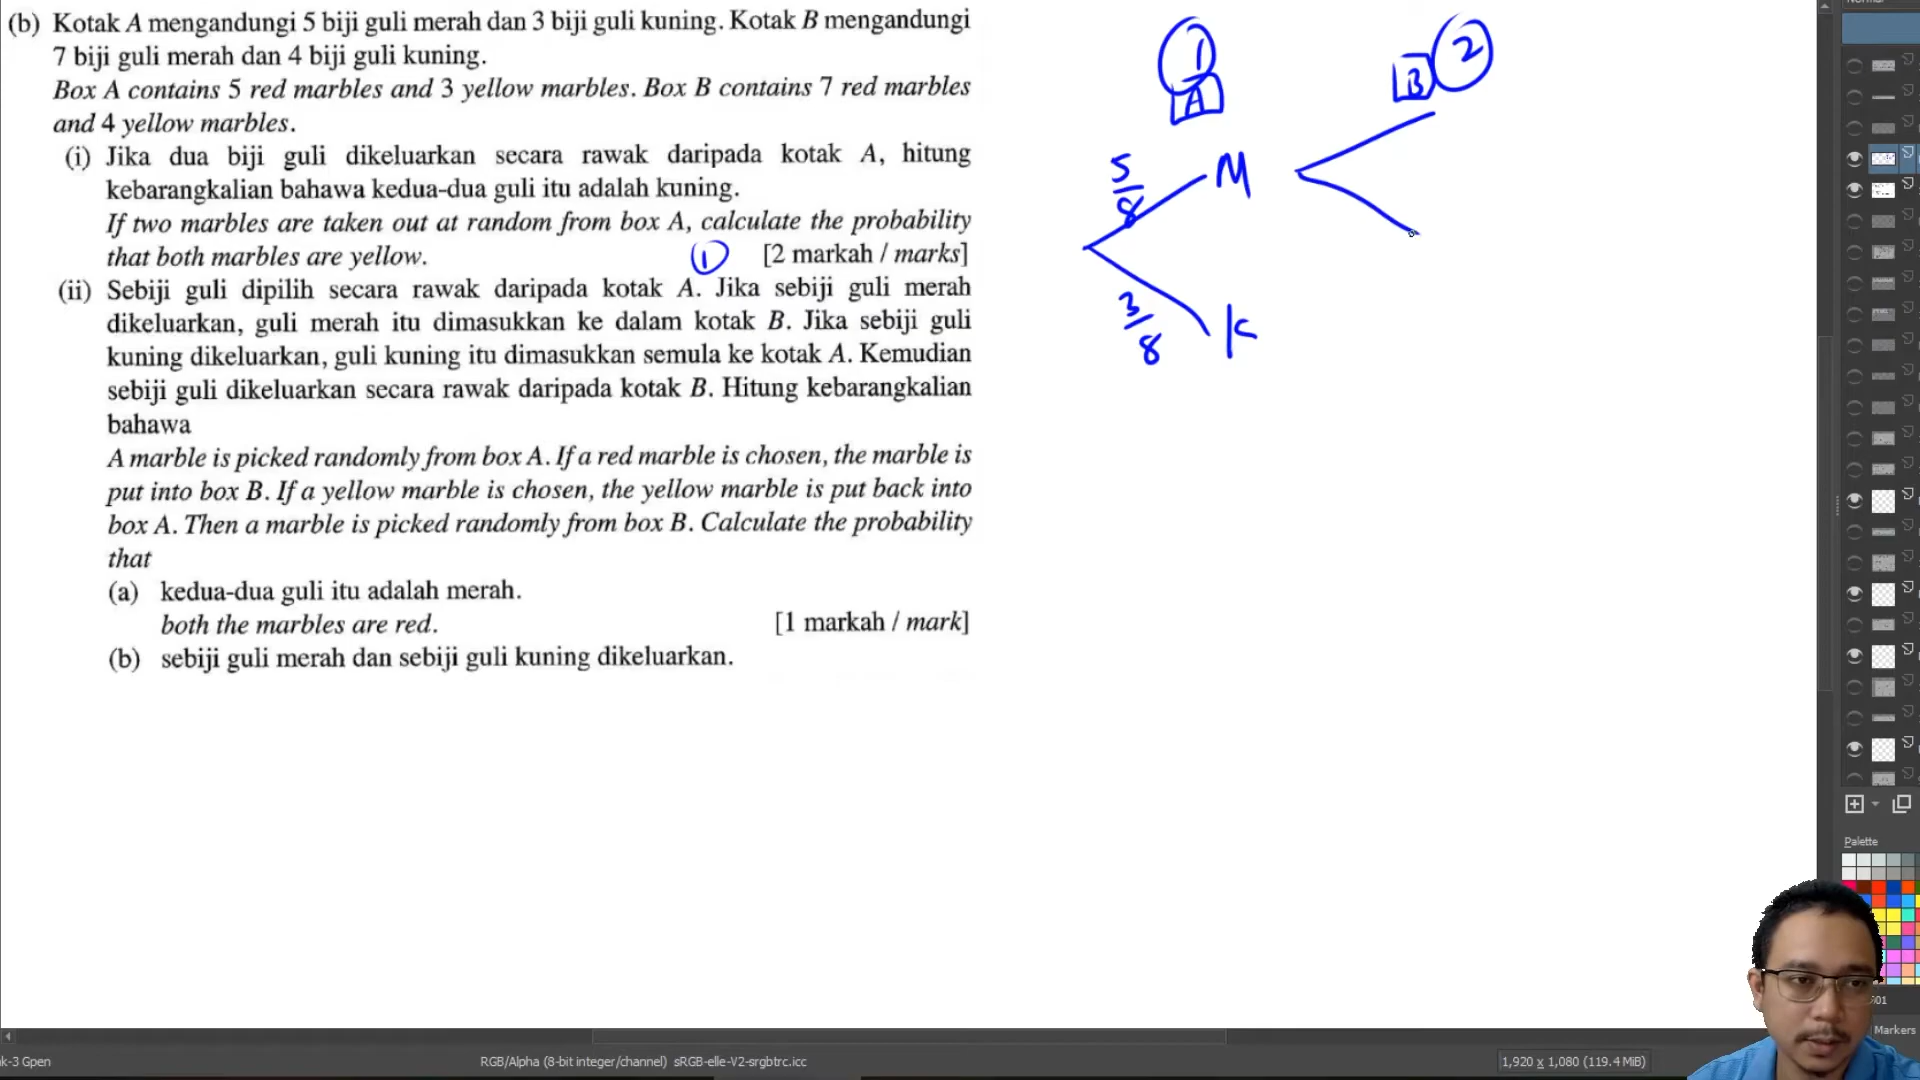 (b) Kotak A mengandungi 5 biji guli merah dan 3 biji guli kuning. Kotak B mengandungi
7 biji guli merah dan 4 biji guli kuning.
Box A contains 5 red marbles and 3 yellow marbles. Box B contains 7 red marbles
and 4 yellow marbles.
(i) Jika dua biji guli dikeluarkan secara rawak daripada kotak A, hitung
kebarangkalian bahawa kedua-dua guli itu adalah kuning.
If two marbles are taken out at random from box A, calculate the probability
that both marbles are yellow.
1 [2 markah / marks]
(ii) Sebiji guli dipilih secara rawak daripada kotak A. Jika sebiji guli merah
dikeluarkan, guli merah itu dimasukkan ke dalam kotak B. Jika sebiji guli
kuning dikeluarkan, guli kuning itu dimasukkan semula ke kotak A. Kemudian
sebiji guli dikeluarkan secara rawak daripada kotak B. Hitung kebarangkalian
bahawa
A marble is picked randomly from box A. If a red marble is chosen, the marble is
put into box B. If a yellow marble is chosen, the yellow marble is put back into
box A. Then a marble is picked randomly from box B. Calculate the probability
that
(a) kedua-dua guli itu adalah merah.
both the marbles are red. [1 markah / mark]
(b) sebiji guli merah dan sebiji guli kuning dikeluarkan.
1
A
B 2
5/8 M
3/8 K
Palette
Markers
k-3 Gpen
RGB/Alpha (8-bit integer/channel) sRGB-elle-V2-srgbtrc.icc
1,920 x 1,080 (119.4 MiB)